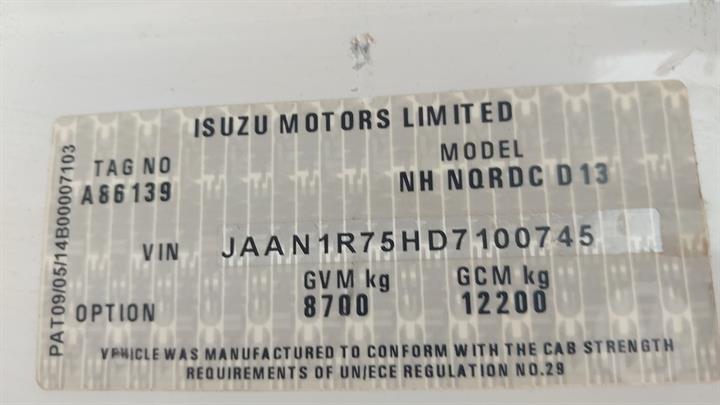 ISUZU MOTORS LIMITED
TAG NO
A86139
MODEL
NH NQRDC D13
VIN JAAN1R75HD7100745
GVM kg
8700
GCM kg
12200
OPTION
VEHICLE WAS MANUFACTURED TO CONFORM WITH THE CAB STRENGTH
REQUIREMENTS OF UN/ECE REGULATION NO.29
PAT09/05/14B00007103